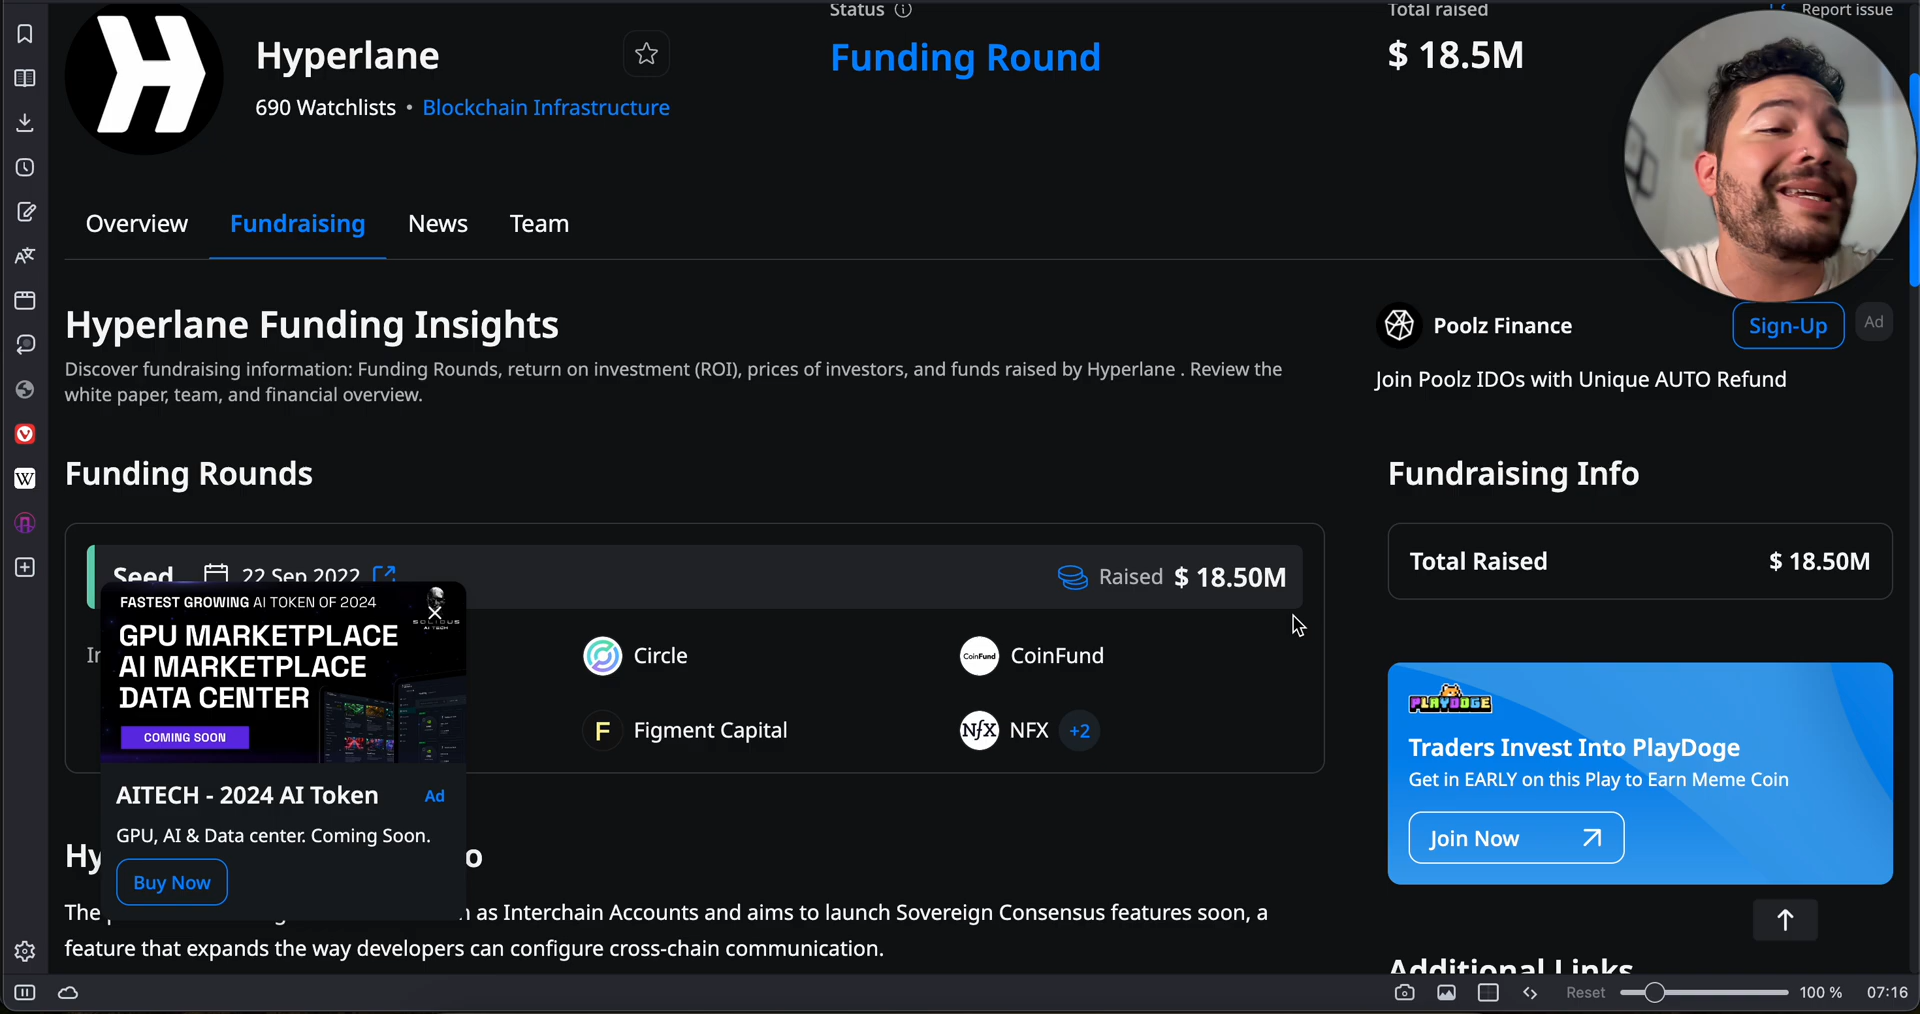 Status
Total raised
Report issue
Hyperlane
Funding Round
$ 18.5M
690 Watchlists • Blockchain Infrastructure
Overview
Fundraising
News
Team
Hyperlane Funding Insights
Discover fundraising information: Funding Rounds, return on investment (ROI), prices of investors, and funds raised by Hyperlane . Review the
white paper, team, and financial overview.
Poolz Finance
Sign-Up
Ad
Join Poolz IDOs with Unique AUTO Refund
Funding Rounds
Fundraising Info
Seed
22 Sep 2022
Raised $ 18.50M
Total Raised
$ 18.50M
FASTEST GROWING AI TOKEN OF 2024
SOLIDUS
AI TECH
GPU MARKETPLACE
AI MARKETPLACE
DATA CENTER
COMING SOON
AITECH - 2024 AI Token
Ad
GPU, AI & Data center. Coming Soon.
Buy Now
Circle
CoinFund
CoinFund
F
Figment Capital
NFX
NFX
+2
PLAYDOGE
Traders Invest Into PlayDoge
Get in EARLY on this Play to Earn Meme Coin
Join Now
Hy
o
The
as Interchain Accounts and aims to launch Sovereign Consensus features soon, a
feature that expands the way developers can configure cross-chain communication.
Additional Links
Reset
100 %
07:16